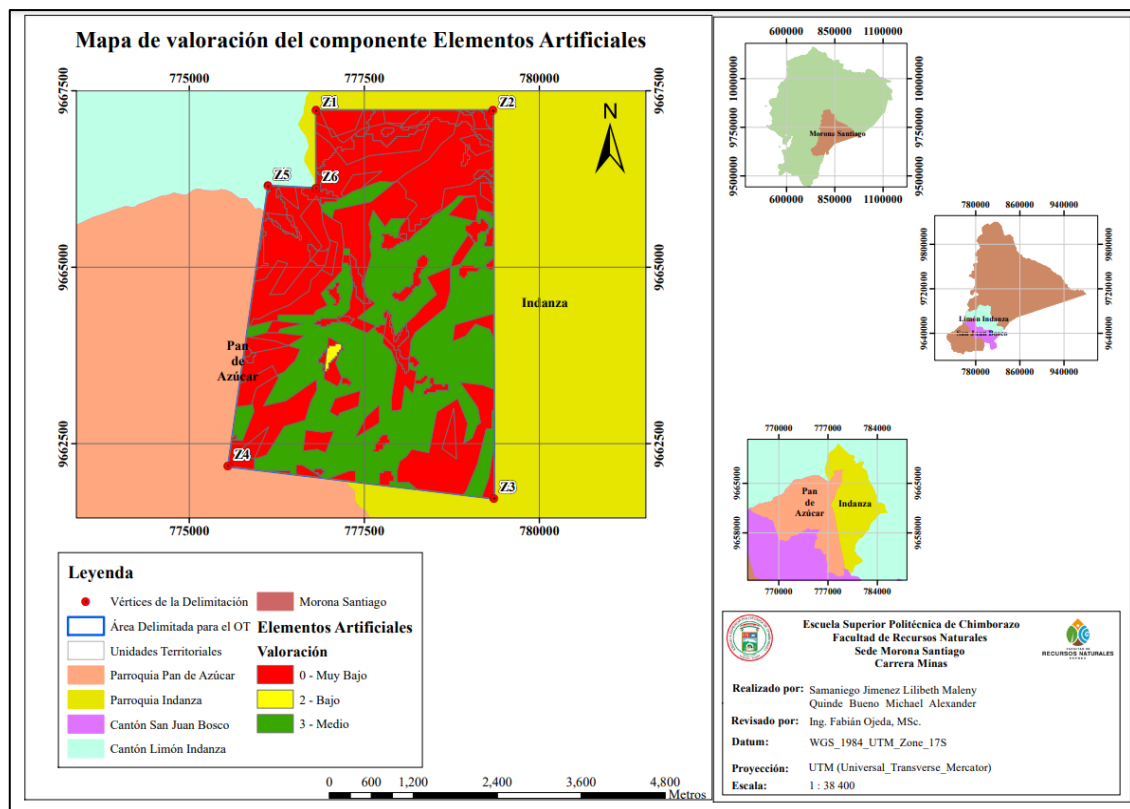 Mapa de valoración del componente Elementos Artificiales
775000 777500 780000
9667500 9667500
9665000 9665000
9662500 9662500
775000 777500 780000
Z1
Z2
N
Z5
Z6
Indanza
Pan
de
Azúcar
Z4
Z3
Leyenda
Vértices de la Delimitación
Área Delimitada para el OT
Unidades Territoriales
Parroquia Pan de Azúcar
Parroquia Indanza
Cantón San Juan Bosco
Cantón Limón Indanza
Morona Santiago
Elementos Artificiales
Valoración
0 - Muy Bajo
2 - Bajo
3 - Medio
0 600 1,200 2,400 3,600 4,800
Metros
600000 850000 1100000
10000000 10000000
9750000 9750000
9500000 9500000
Morona Santiago
600000 850000 1100000
780000 860000 940000
9800000 9800000
9720000 9720000
9640000 9640000
Limón Indanza
San Juan Bosco
780000 860000 940000
770000 777000 784000
9665000 9665000
9658000 9658000
Pan
de
Azúcar
Indanza
770000 777000 784000
Escuela Superior Politécnica de Chimborazo
Facultad de Recursos Naturales
Sede Morona Santiago
Carrera Minas
RECURSOS NATURALES
Realizado por: Samaniego Jimenez Lilibeth Maleny
Quinde Bueno Michael Alexander
Revisado por: Ing. Fabián Ojeda, MSc.
Datum: WGS_1984_UTM_Zone_17S
Proyección: UTM (Universal_Transverse_Mercator)
Escala: 1 : 38 400